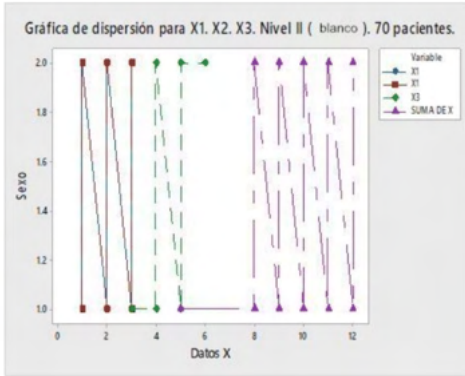 Gráfica de dispersión para X1. X2. X3. Nivel II ( blanco ). 70 pacientes.
Variable
X1
X1
X3
SUMA DE X
2.0
1.8
1.6
1.4
1.2
1.0
Sexo
0 2 4 6 8 10 12
Datos X